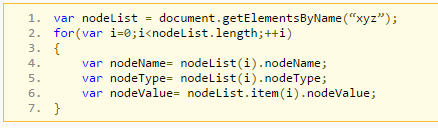 1. var nodeList = document.getElementsByName(“xyz”);
2. for(var i=0;i<nodeList.length;++i)
3. {
4. var nodeName= nodeList(i).nodeName;
5. var nodeType= nodeList(i).nodeType;
6. var nodeValue= nodeList.item(i).nodeValue;
7. }